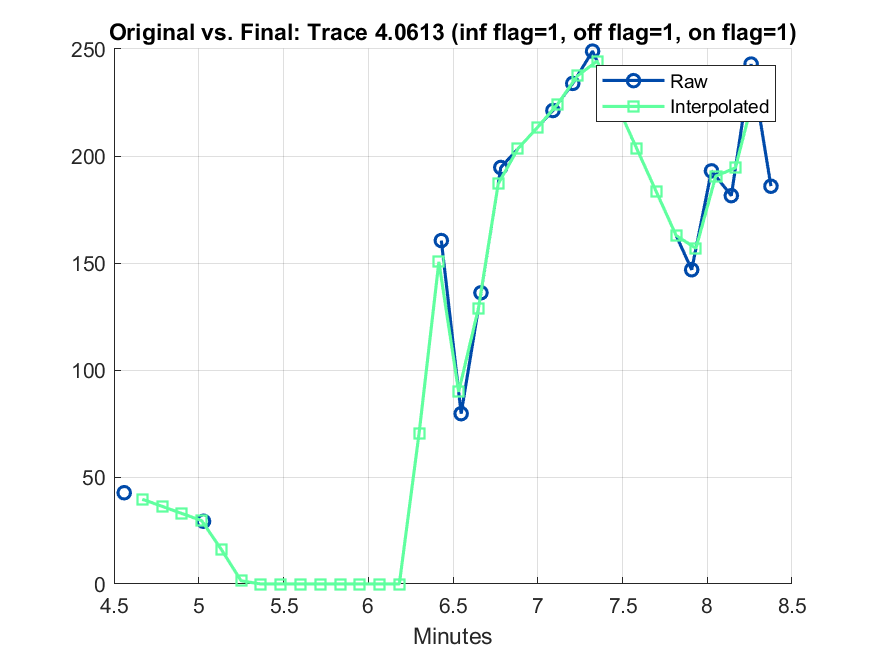 Original vs. Final: Trace 4.0613 (inf flag=1, off flag=1, on flag=1)
250
200
150
100
50
0
Raw
Interpolated
4.5 5 5.5 6 6.5 7 7.5 8 8.5
Minutes